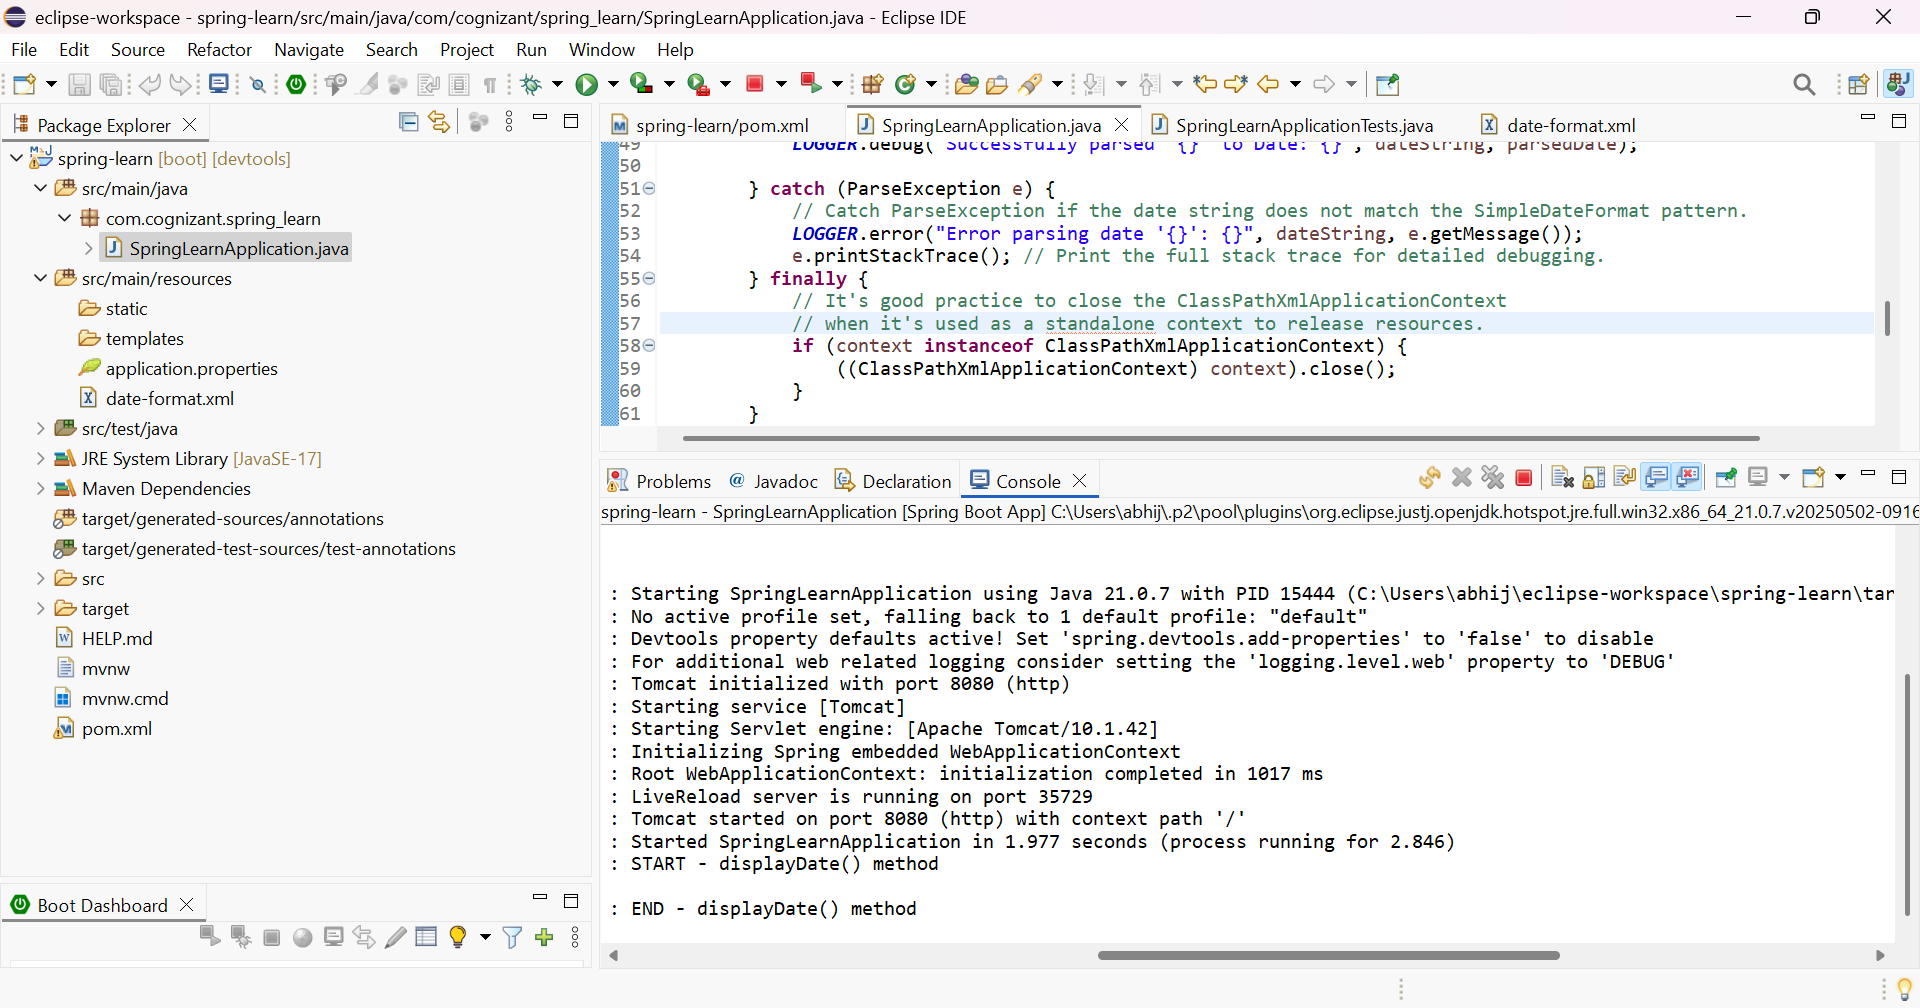 eclipse-workspace - spring-learn/src/main/java/com/cognizant/spring_learn/SpringLearnApplication.java - Eclipse IDE
File Edit Source Refactor Navigate Search Project Run Window Help
Package Explorer
spring-learn [boot] [devtools]
src/main/java
com.cognizant.spring_learn
SpringLearnApplication.java
src/main/resources
static
templates
application.properties
date-format.xml
src/test/java
JRE System Library [JavaSE-17]
Maven Dependencies
target/generated-sources/annotations
target/generated-test-sources/test-annotations
src
target
HELP.md
mvnw
mvnw.cmd
pom.xml
Boot Dashboard
spring-learn/pom.xml SpringLearnApplication.java SpringLearnApplicationTests.java date-format.xml
49 LOGGER.debug("Successfully parsed '{}' to Date: {}", dateString, parsedDate);
50
51 } catch (ParseException e) {
52 // Catch ParseException if the date string does not match the SimpleDateFormat pattern.
53 LOGGER.error("Error parsing date '{}': {}", dateString, e.getMessage());
54 e.printStackTrace(); // Print the full stack trace for detailed debugging.
55 } finally {
56 // It's good practice to close the ClassPathXmlApplicationContext
57 // when it's used as a standalone context to release resources.
58 if (context instanceof ClassPathXmlApplicationContext) {
59 ((ClassPathXmlApplicationContext) context).close();
60 }
61 }
Problems Javadoc Declaration Console
spring-learn - SpringLearnApplication [Spring Boot App] C:\Users\abhij\.p2\pool\plugins\org.eclipse.justj.openjdk.hotspot.jre.full.win32.x86_64_21.0.7.v20250502-0916
: Starting SpringLearnApplication using Java 21.0.7 with PID 15444 (C:\Users\abhij\eclipse-workspace\spring-learn\tar
: No active profile set, falling back to 1 default profile: "default"
: Devtools property defaults active! Set 'spring.devtools.add-properties' to 'false' to disable
: For additional web related logging consider setting the 'logging.level.web' property to 'DEBUG'
: Tomcat initialized with port 8080 (http)
: Starting service [Tomcat]
: Starting Servlet engine: [Apache Tomcat/10.1.42]
: Initializing Spring embedded WebApplicationContext
: Root WebApplicationContext: initialization completed in 1017 ms
: LiveReload server is running on port 35729
: Tomcat started on port 8080 (http) with context path '/'
: Started SpringLearnApplication in 1.977 seconds (process running for 2.846)
: START - displayDate() method
: END - displayDate() method